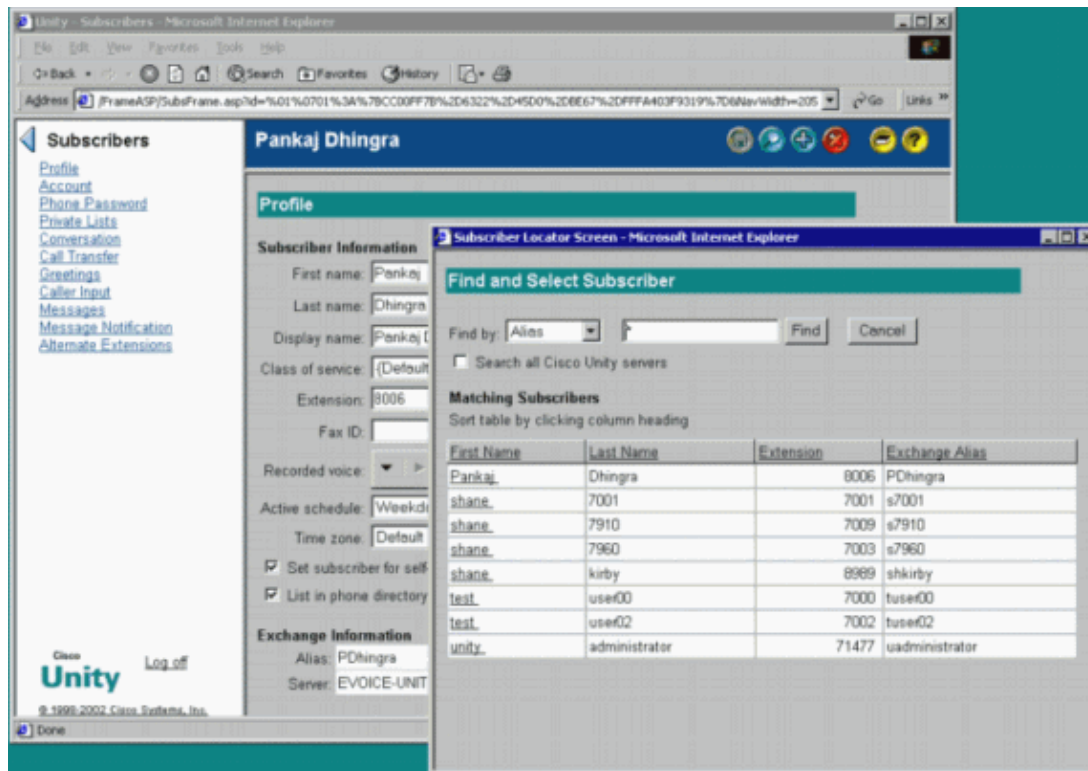 Unity - Subscribers - Microsoft Internet Explorer
File Edit View Favorites Tools Help
Back Search Favorites History
Address /FrameASP/SubsFrame.asp?id=%01%0701%3A%7BCC00FF7B%2D6322%2D45D0%2DBE67%2DFFFA403F9319%7D&NavWidth=205 Go Links »
Subscribers
Profile
Account
Phone Password
Private Lists
Conversation
Call Transfer
Greetings
Caller Input
Messages
Message Notification
Alternate Extensions
Cisco
Unity
Log off
© 1998-2002 Cisco Systems, Inc.
Done
Pankaj Dhingra
Profile
Subscriber Information
First name: Pankaj
Last name: Dhingra
Display name: Pankaj D
Class of service: {Default
Extension: 8006
Fax ID:
Recorded voice:
Active schedule: Weekd
Time zone: Default
Set subscriber for self
List in phone directory
Exchange Information
Alias: PDhingra
Server: EVOICE-UNIT
Subscriber Locator Screen - Microsoft Internet Explorer
Find and Select Subscriber
Find by: Alias * Find Cancel
Search all Cisco Unity servers
Matching Subscribers
Sort table by clicking column heading
First Name Last Name Extension Exchange Alias
Pankaj Dhingra 8006 PDhingra
shane 7001 7001 s7001
shane 7910 7009 s7910
shane 7960 7003 s7960
shane kirby 8989 shkirby
test user00 7000 tuser00
test user02 7002 tuser02
unity administrator 71477 uadministrator